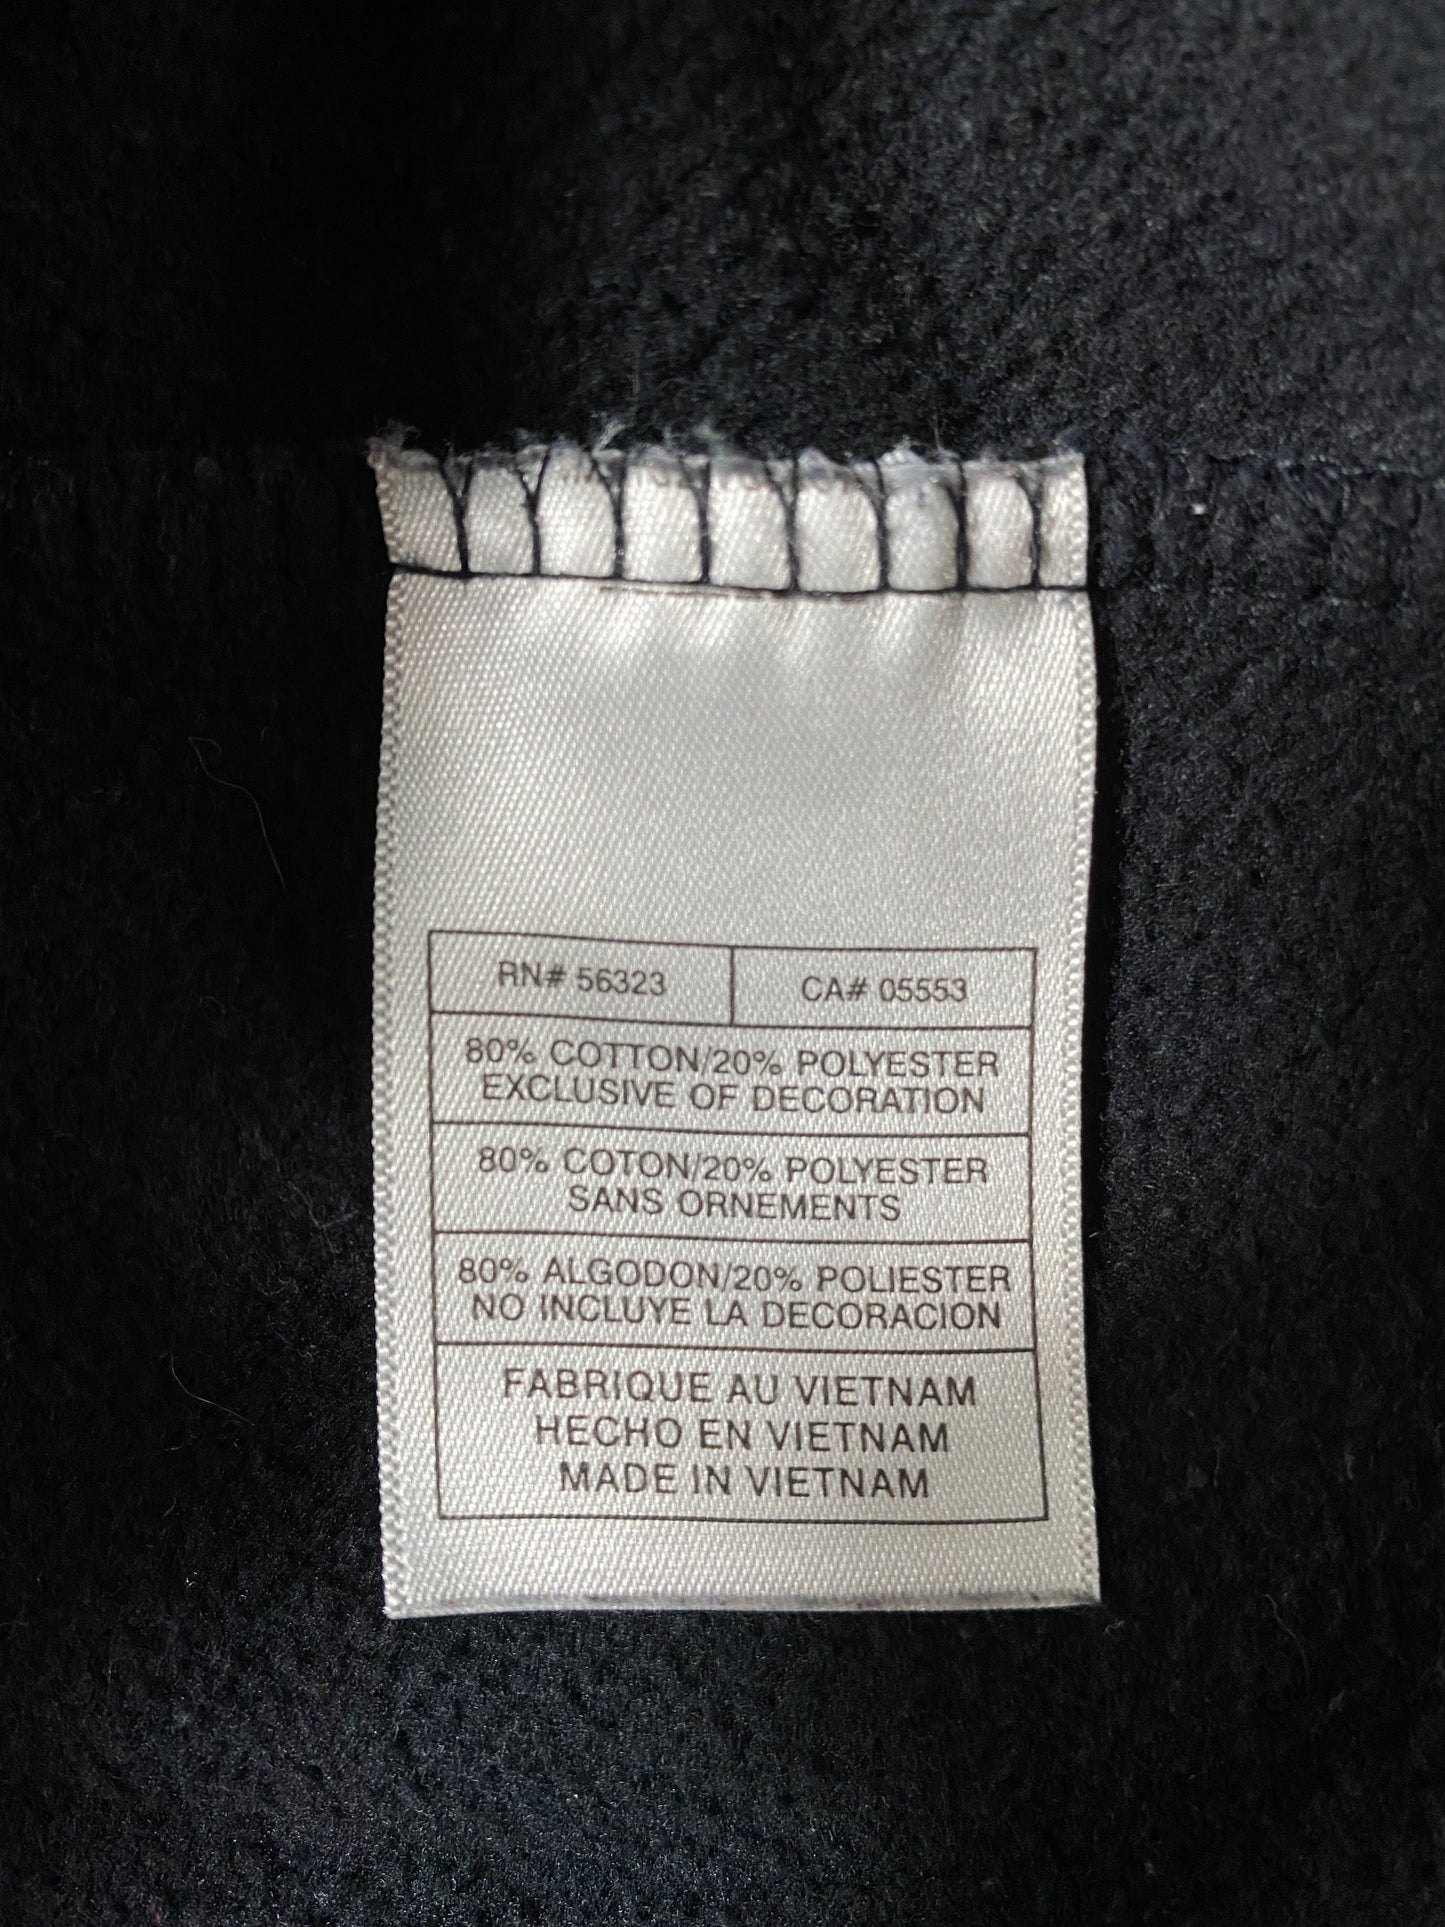 RN# 56323 CA# 05553
80% COTTON/20% POLYESTER
EXCLUSIVE OF DECORATION
80% COTON/20% POLYESTER
SANS ORNEMENTS
80% ALGODON/20% POLIESTER
NO INCLUYE LA DECORACION
FABRIQUE AU VIETNAM
HECHO EN VIETNAM
MADE IN VIETNAM